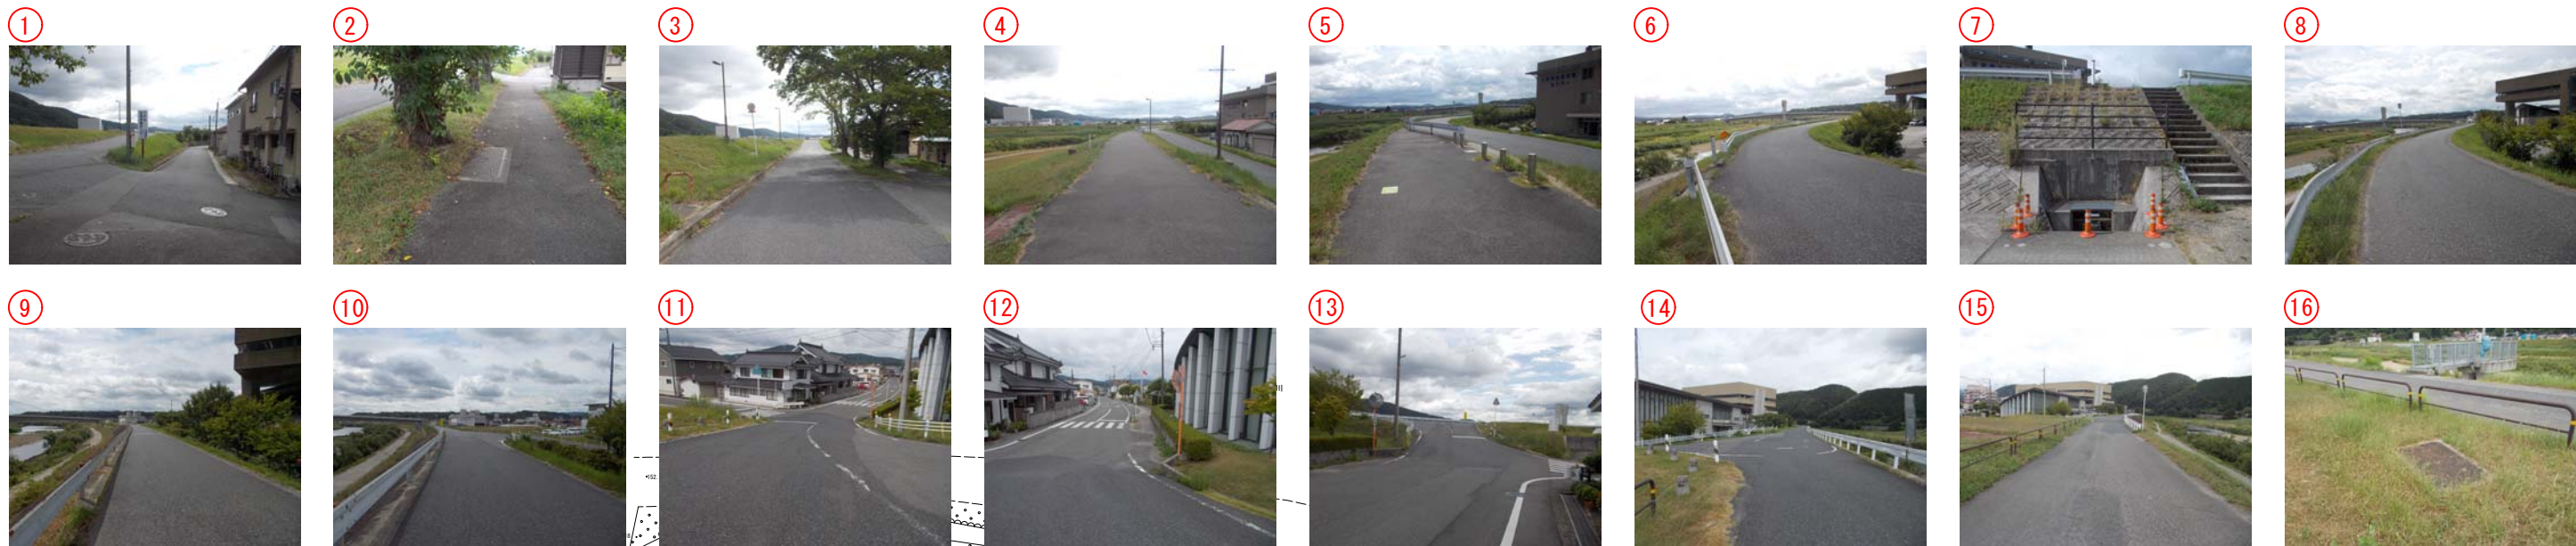 ① ② ③ ④ ⑤ ⑥ ⑦ ⑧
⑨ ⑩ ⑪ ⑫ ⑬ ⑭ ⑮ ⑯